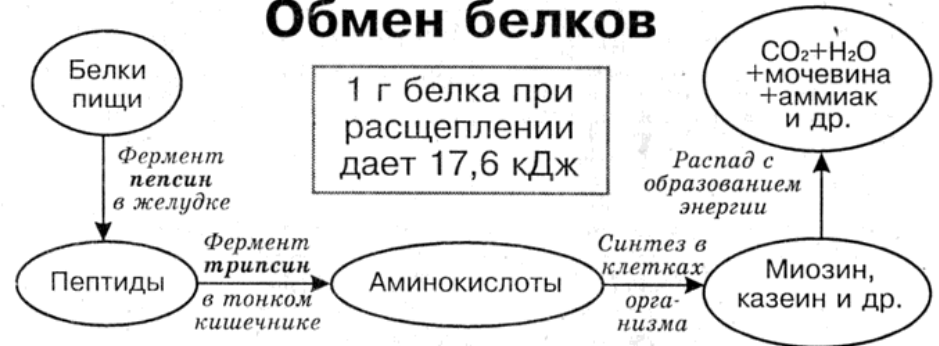 Обмен белков
Белки
пищи
1 г белка при
расщеплении
дает 17,6 кДж
CO₂+H₂O
+мочевина
+аммиак
и др.
Фермент
пепсин
в желудке
Распад с
образованием
энергии
Пептиды
Фермент
трипсин
в тонком
кишечнике
Аминокислоты
Синтез в
клетках
орга-
низма
Миозин,
казеин и др.